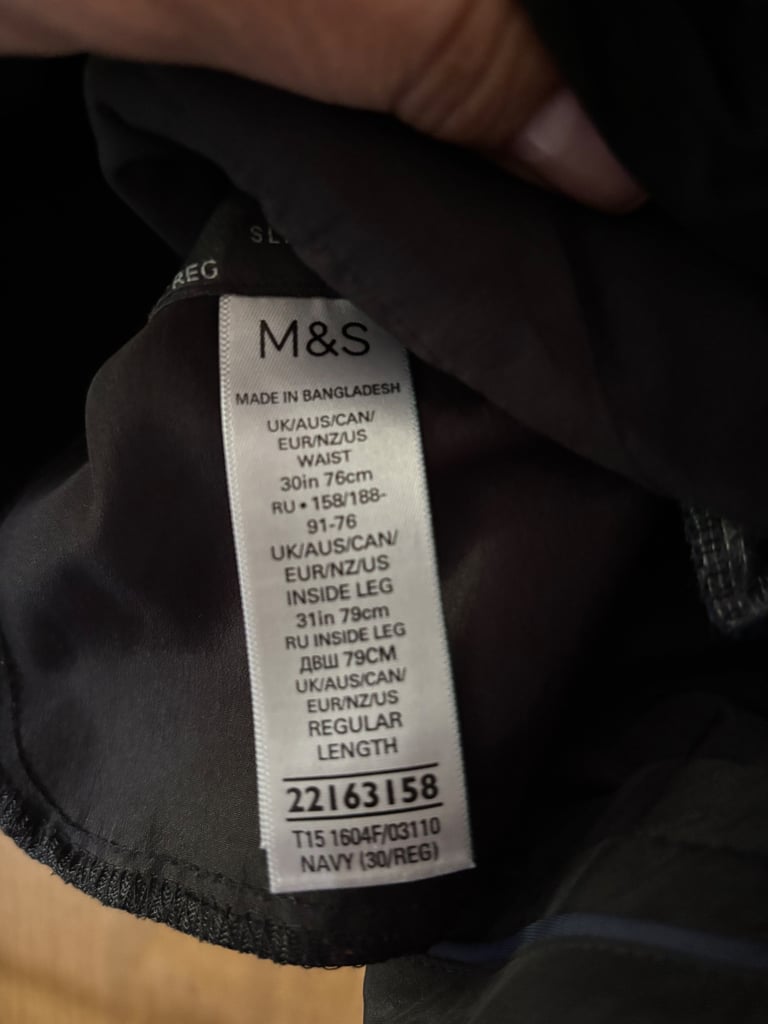 REG
M&S
MADE IN BANGLADESH
UK/AUS/CAN/
EUR/NZ/US
WAIST
30in 76cm
RU • 158/188-
91-76
UK/AUS/CAN/
EUR/NZ/US
INSIDE LEG
31in 79cm
RU INSIDE LEG
ДВШ 79CM
UK/AUS/CAN/
EUR/NZ/US
REGULAR
LENGTH
22163158
T15 1604F/03110
NAVY (30/REG)